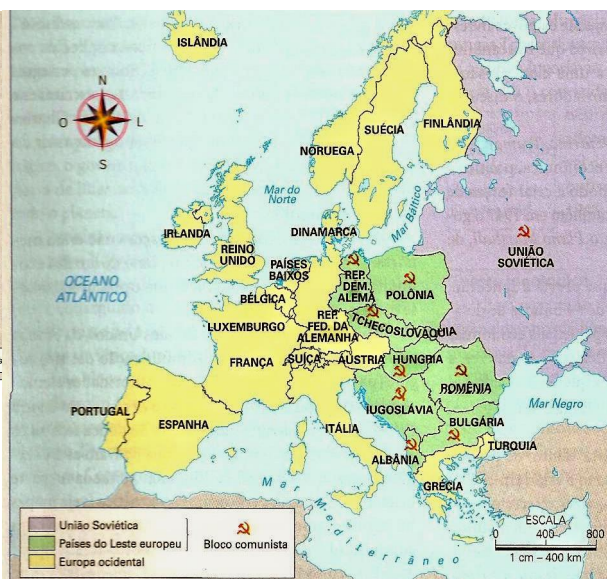 ISLÂNDIA
N
O
L
S
SUÉCIA
FINLÂNDIA
NORUEGA
Mar do
Norte
Mar Báltico
IRLANDA
REINO
UNIDO
DINAMARCA
UNIÃO
SOVIÉTICA
PAÍSES
BAIXOS
REP.
DEM.
ALEMÃ
POLÔNIA
OCEANO
ATLÂNTICO
BÉLGICA
LUXEMBURGO
REP.
FED. DA
ALEMANHA
TCHECOSLOVÁQUIA
FRANÇA
SUÍÇA
ÁUSTRIA
HUNGRIA
ROMÊNIA
IUGOSLÁVIA
Mar Negro
PORTUGAL
ESPANHA
ITÁLIA
BULGÁRIA
ALBÂNIA
TURQUIA
GRÉCIA
Mar Mediterrâneo
União Soviética
Países do Leste europeu
Bloco comunista
Europa ocidental
ESCALA
0 400 800
1 cm – 400 km